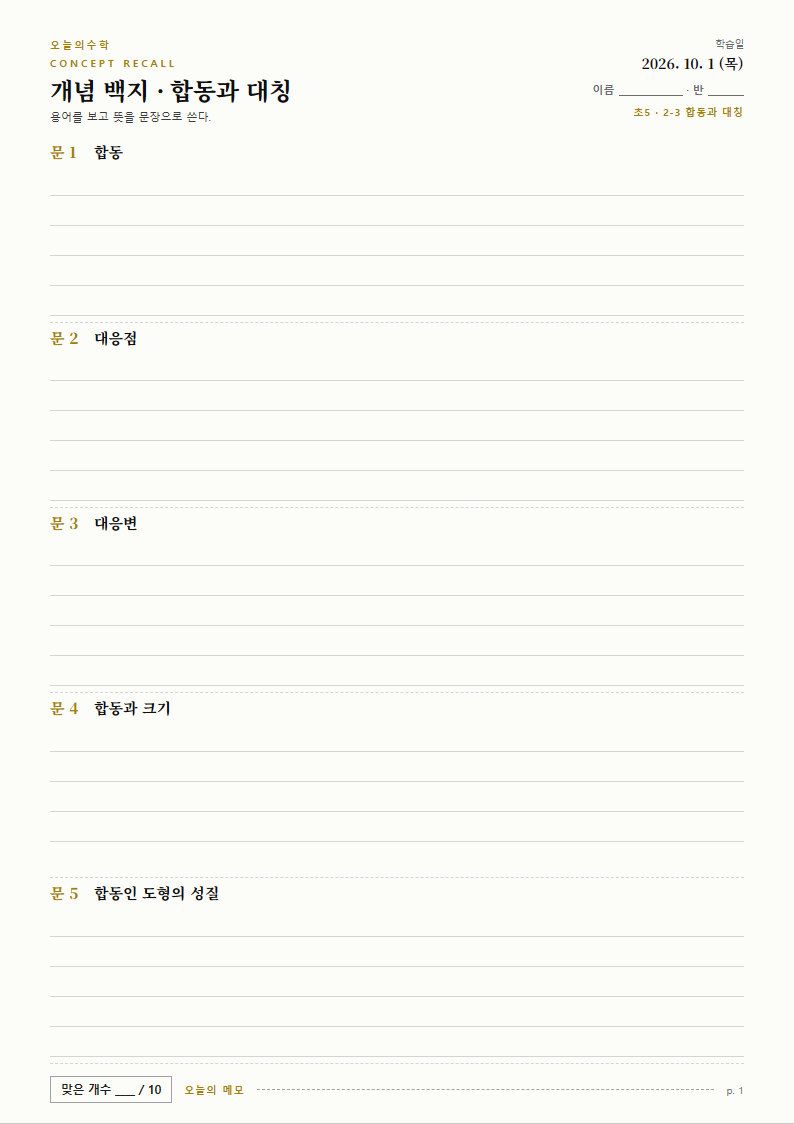 오늘의수학
CONCEPT RECALL
개념 백지 · 합동과 대칭
용어를 보고 뜻을 문장으로 쓴다.
학습일
2026. 10. 1 (목)
이름 ____________ · 반 _______
초5 · 2-3 합동과 대칭
문 1 합동
문 2 대응점
문 3 대응변
문 4 합동과 크기
문 5 합동인 도형의 성질
맞은 개수 ___ / 10
오늘의 메모
p. 1